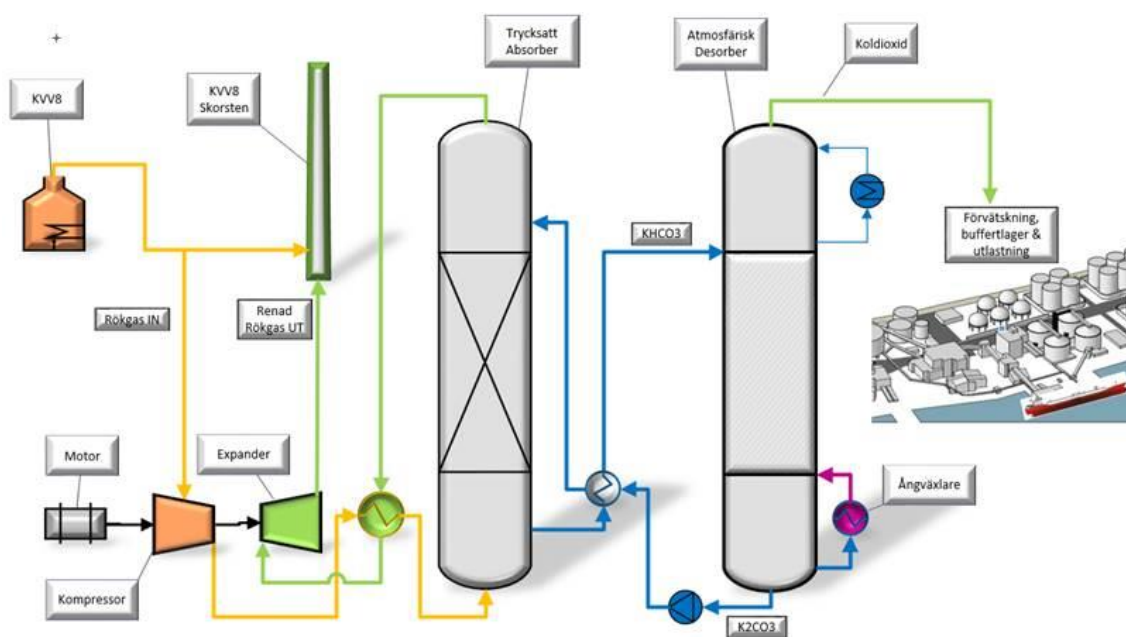 Trycksatt
Absorber
Atmosfärisk
Desorber
Koldioxid
KVV8
KVV8
Skorsten
Förvätskning,
buffertlager &
utlastning
KHCO3
Rökgas IN
Renad
Rökgas UT
Motor
Expander
Ångväxlare
Kompressor
K2CO3